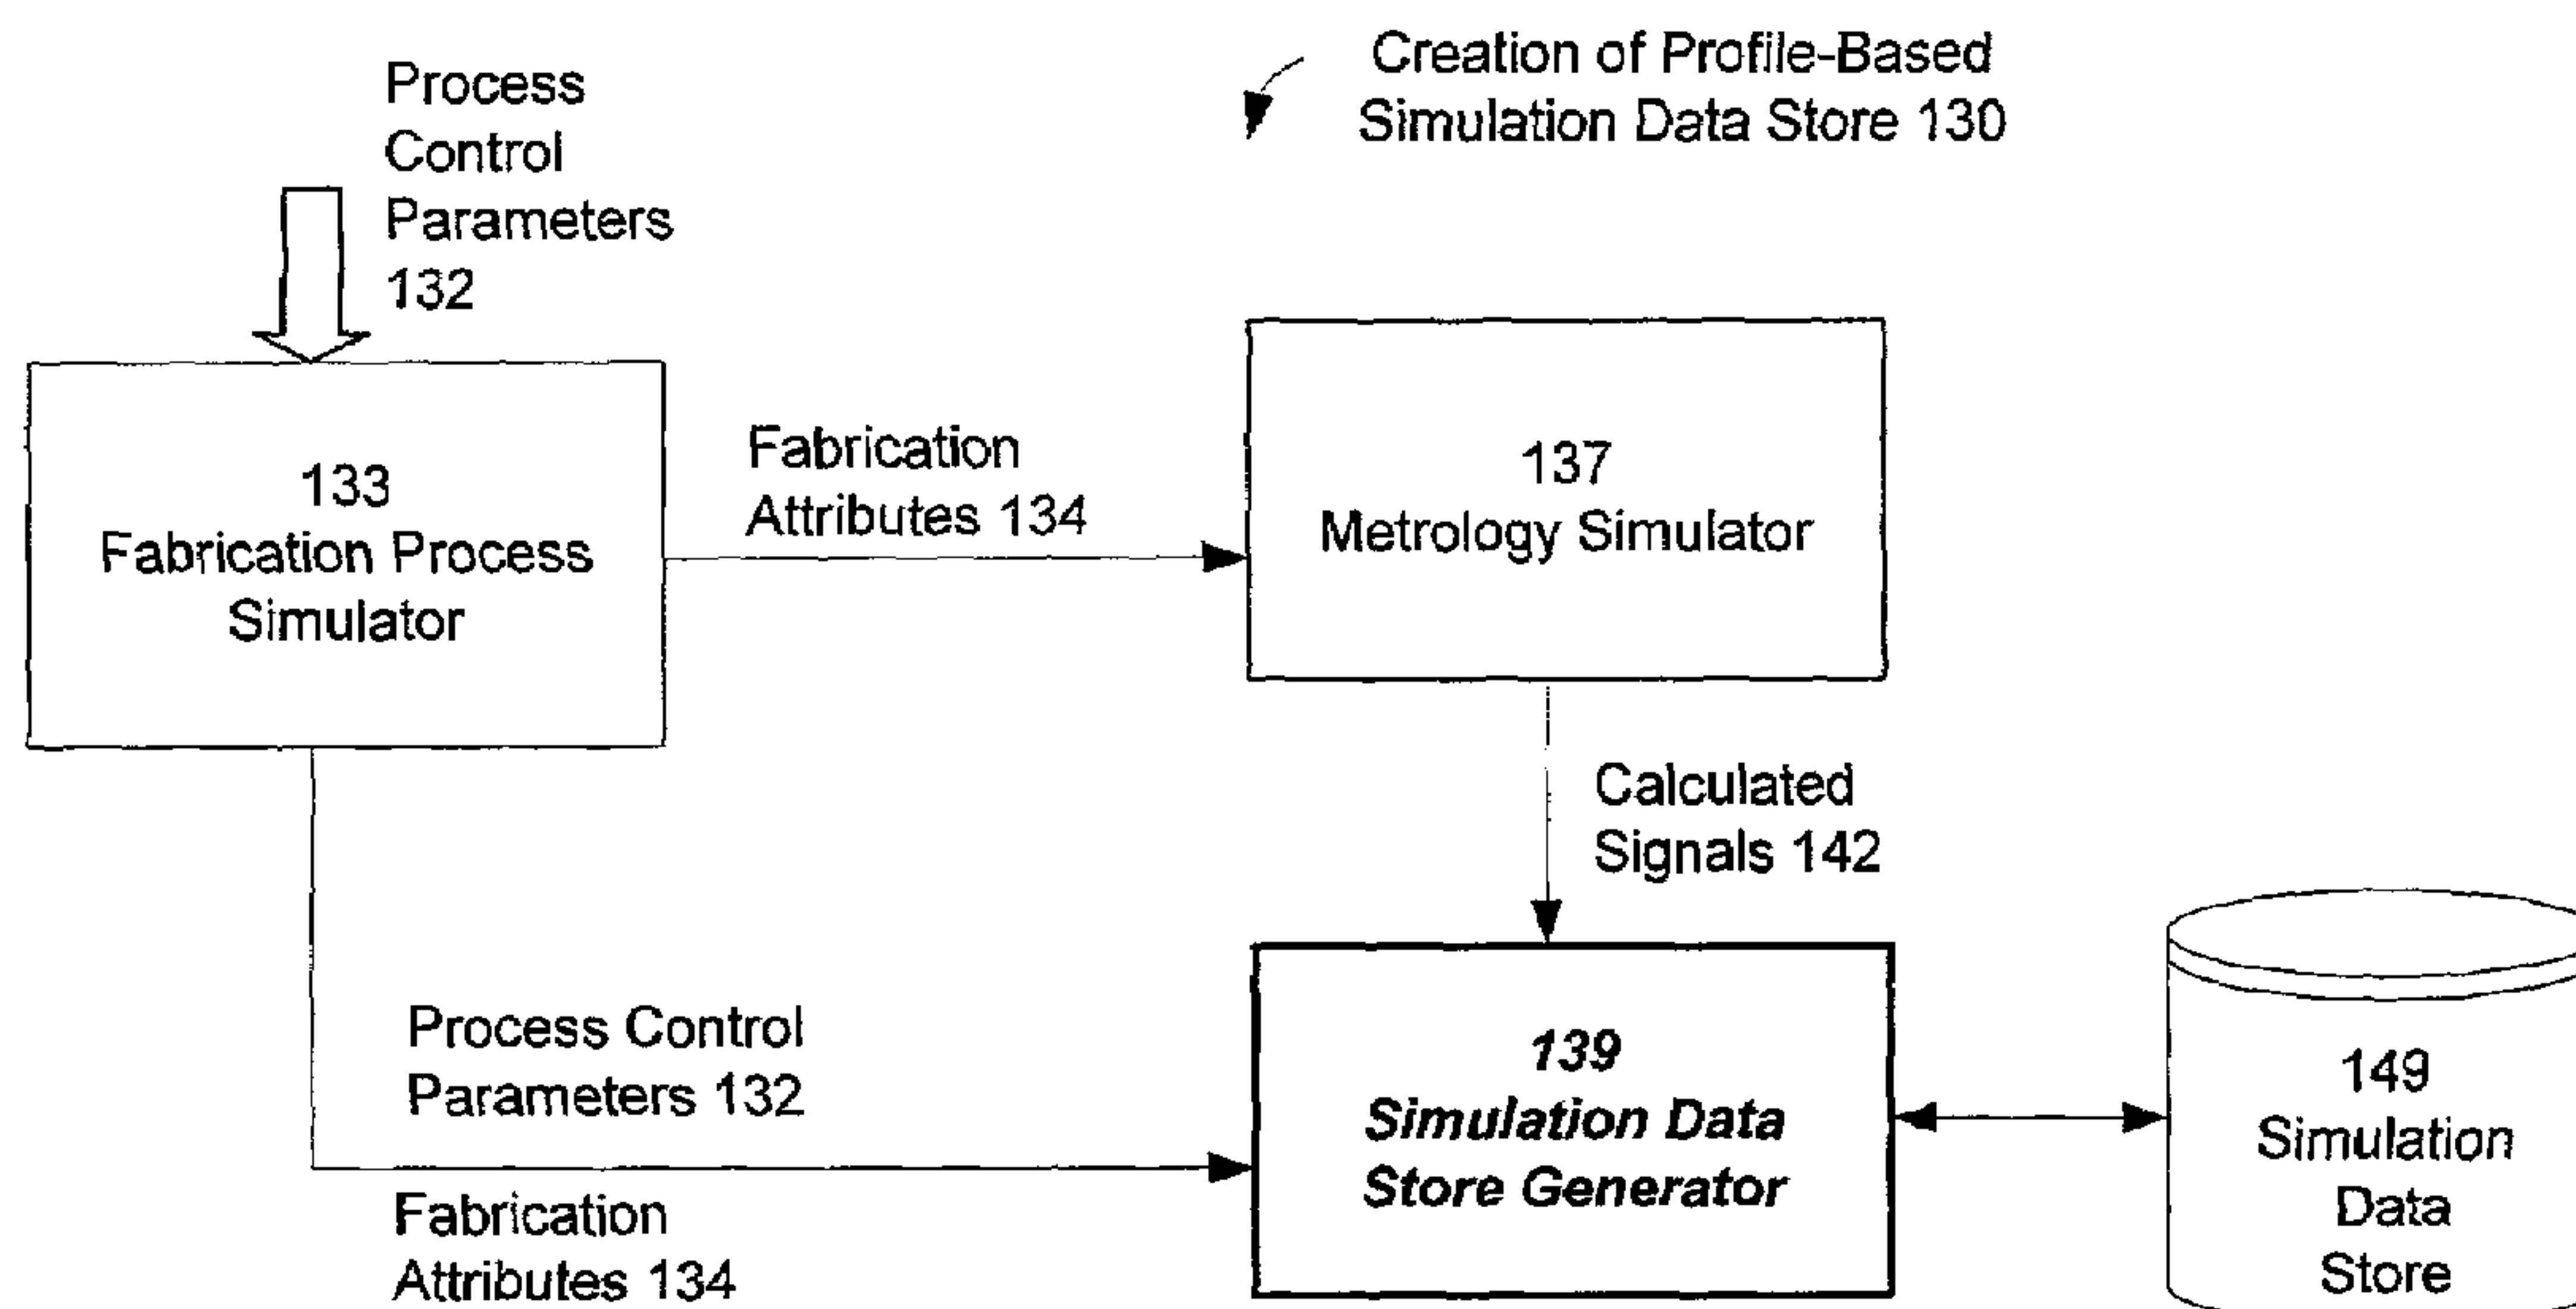 Creation of Profile-Based
Simulation Data Store 130
Process
Control
Parameters
132
133
Fabrication Process
Simulator
Fabrication
Attributes 134
137
Metrology Simulator
Calculated
Signals 142
Process Control
Parameters 132
Fabrication
Attributes 134
139
Simulation Data
Store Generator
149
Simulation
Data
Store